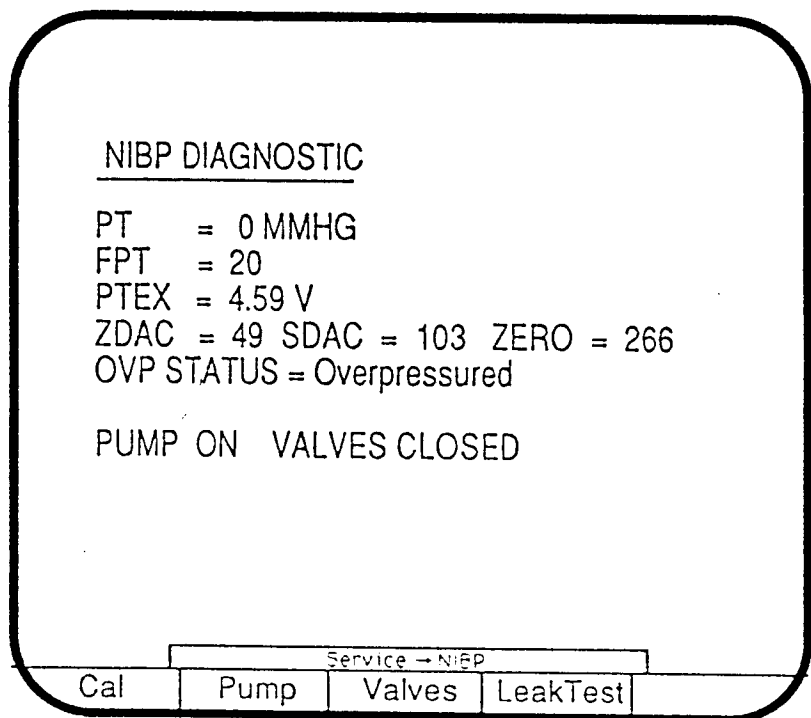 NIBP DIAGNOSTIC
PT = 0 MMHG
FPT = 20
PTEX = 4.59 V
ZDAC = 49 SDAC = 103 ZERO = 266
OVP STATUS = Overpressured
PUMP ON VALVES CLOSED
Service → NIBP
Cal Pump Valves LeakTest